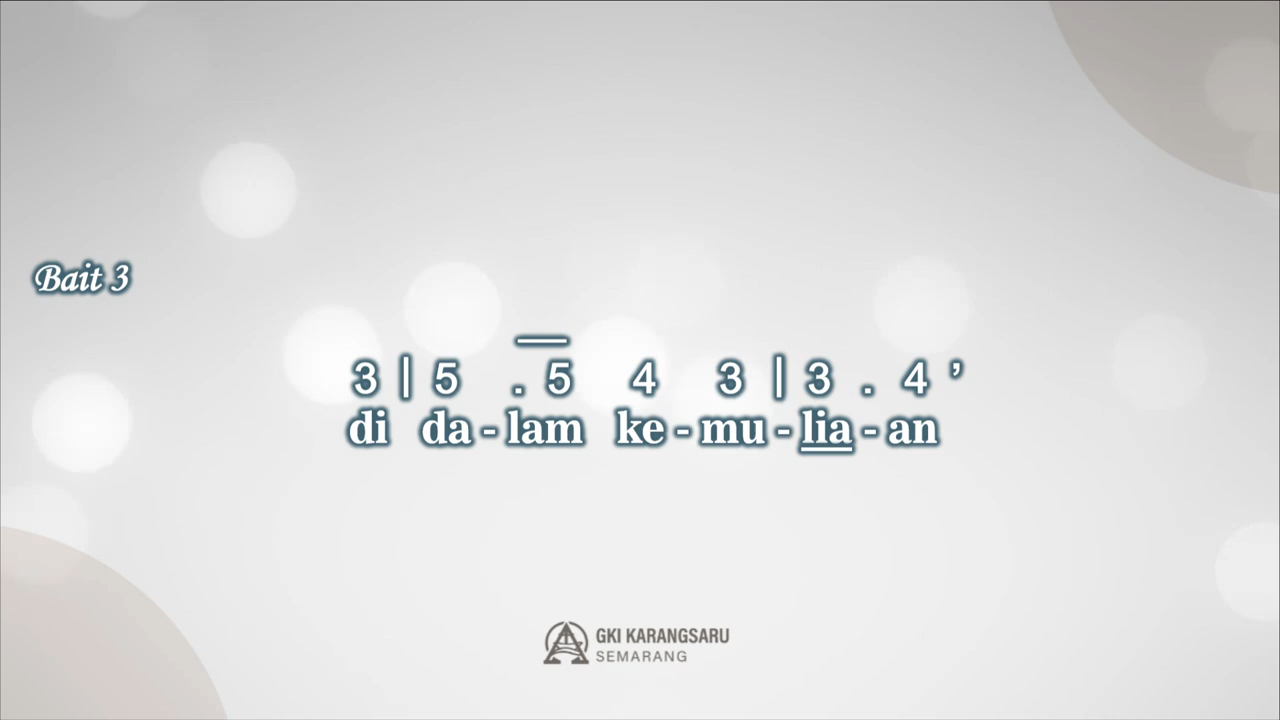 Bait 3
3 | 5 . 5 4 3 | 3 . 4 ’
di da - lam ke - mu - lia - an
GKI KARANGSARU
SEMARANG